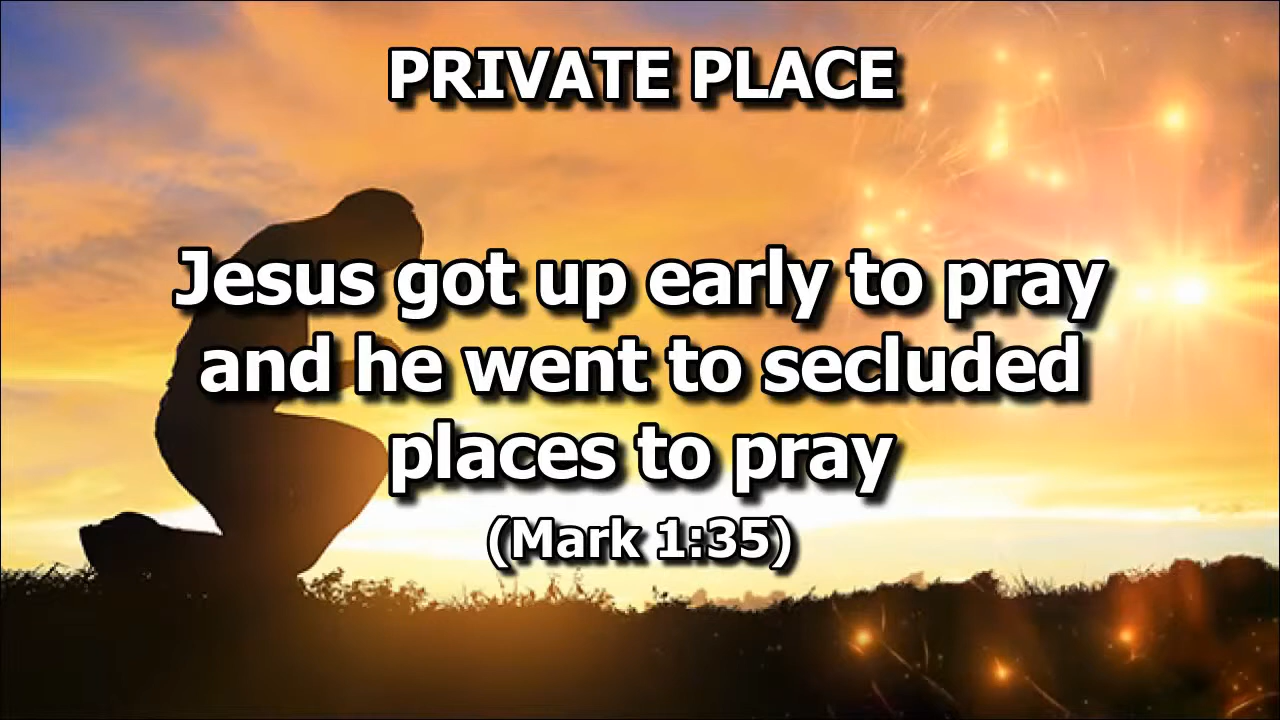 PRIVATE PLACE
Jesus got up early to pray
and he went to secluded
places to pray
(Mark 1:35)